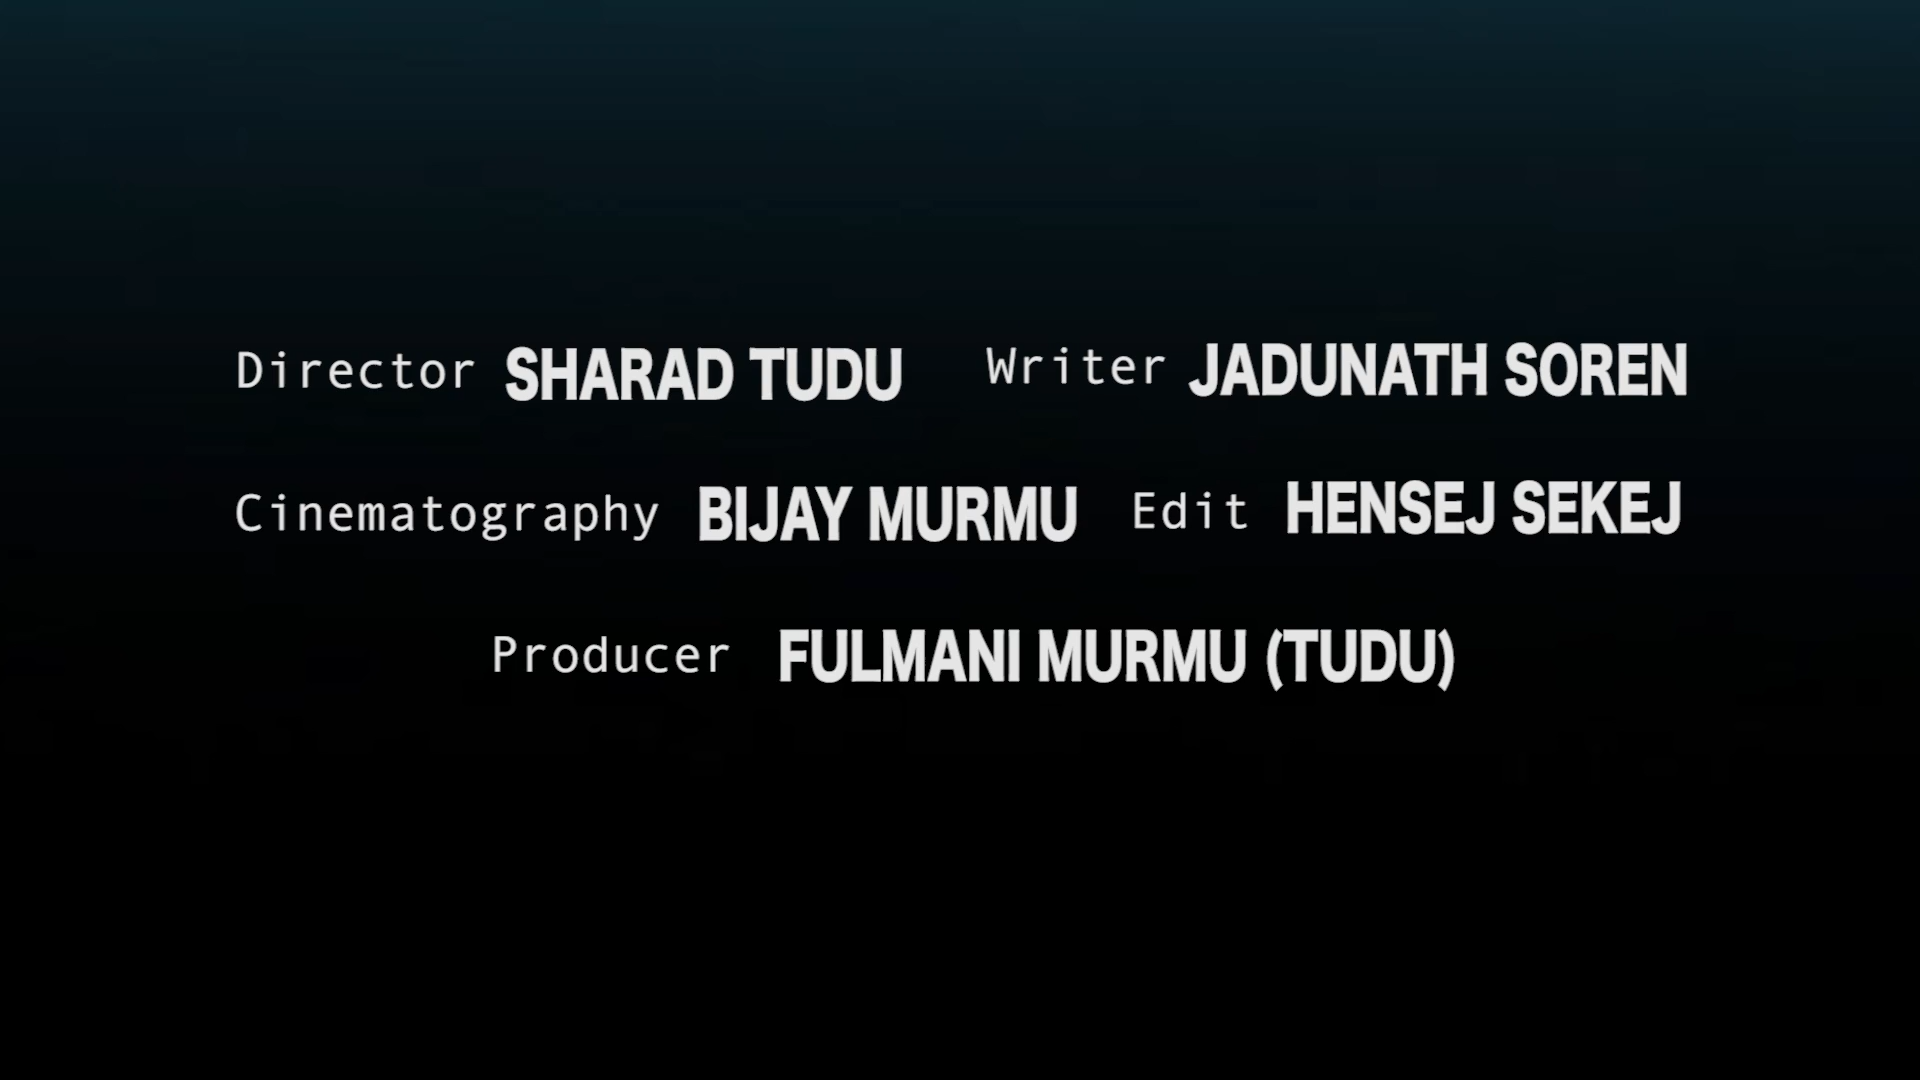 Director SHARAD TUDU Writer JADUNATH SOREN
Cinematography BIJAY MURMU Edit HENSEJ SEKEJ
Producer FULMANI MURMU (TUDU)